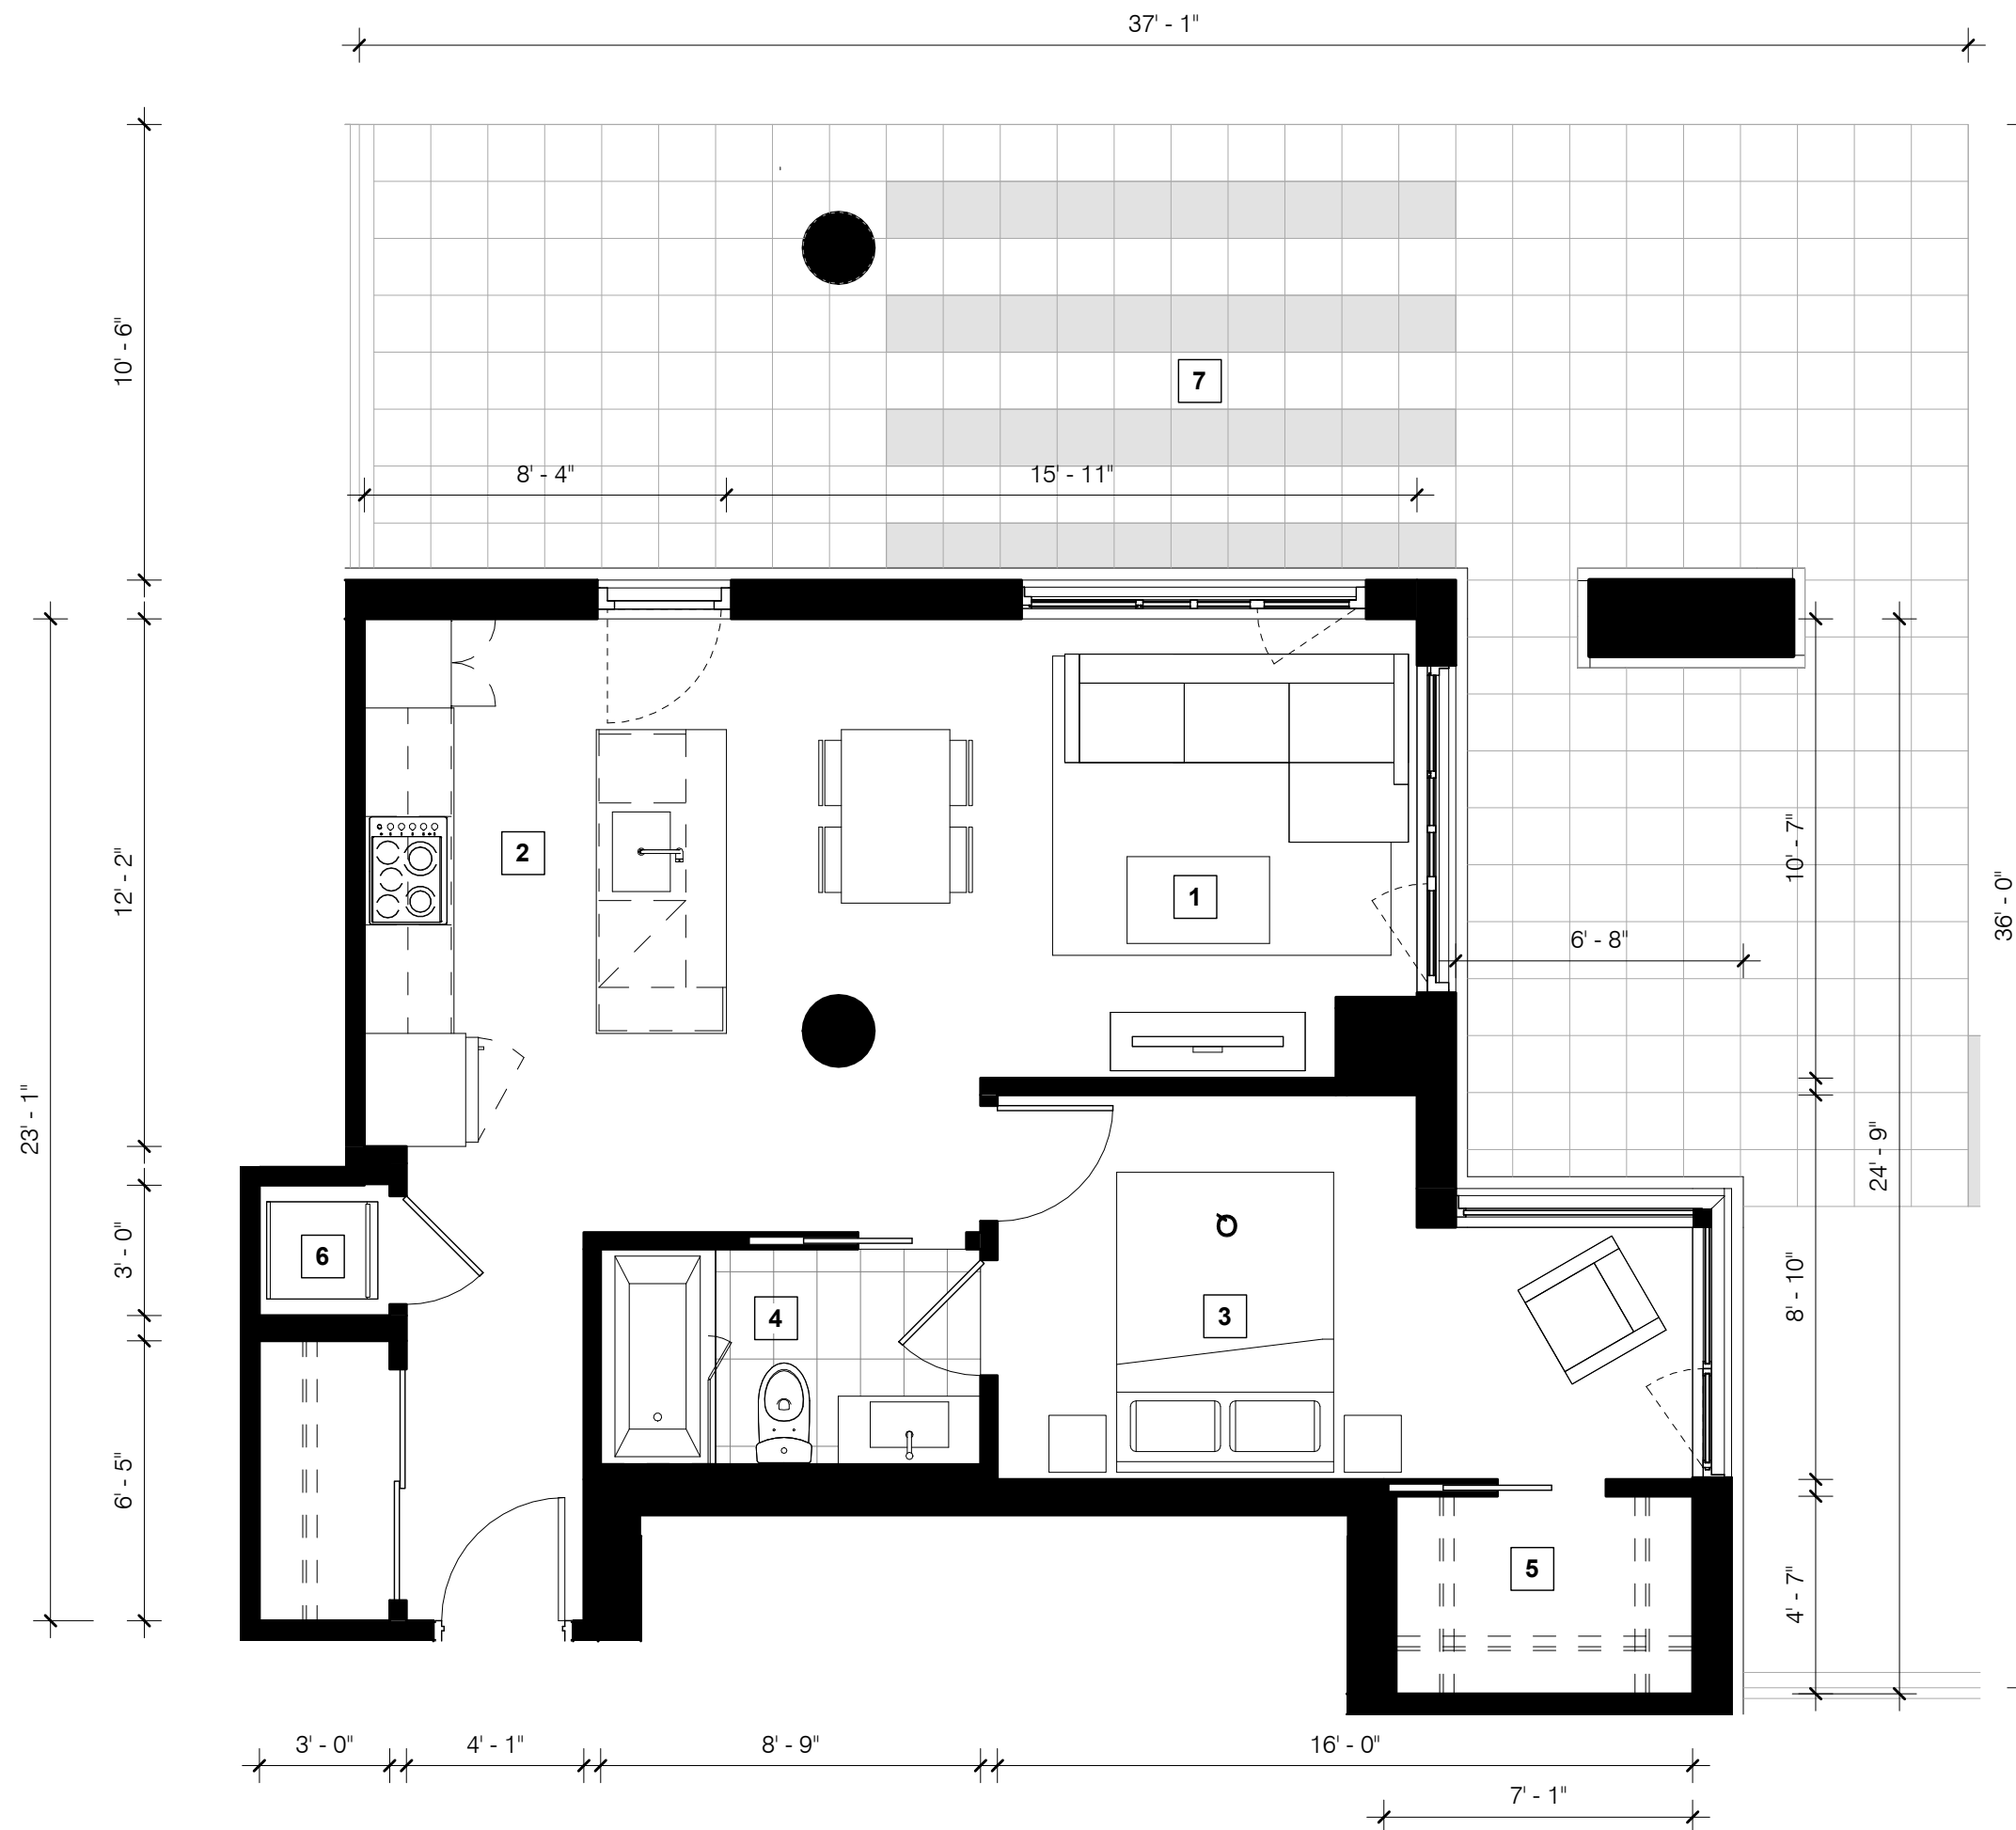 37' - 1"
10' - 6"
7
8' - 4"
15' - 11"
2
1
12' - 2"
10' - 7"
36' - 0"
6' - 8"
23' - 1"
24' - 9"
3' - 0"
6
4
3
Q
8' - 10"
6' - 5"
5
4' - 7"
3' - 0"
4' - 1"
8' - 9"
16' - 0"
7' - 1"